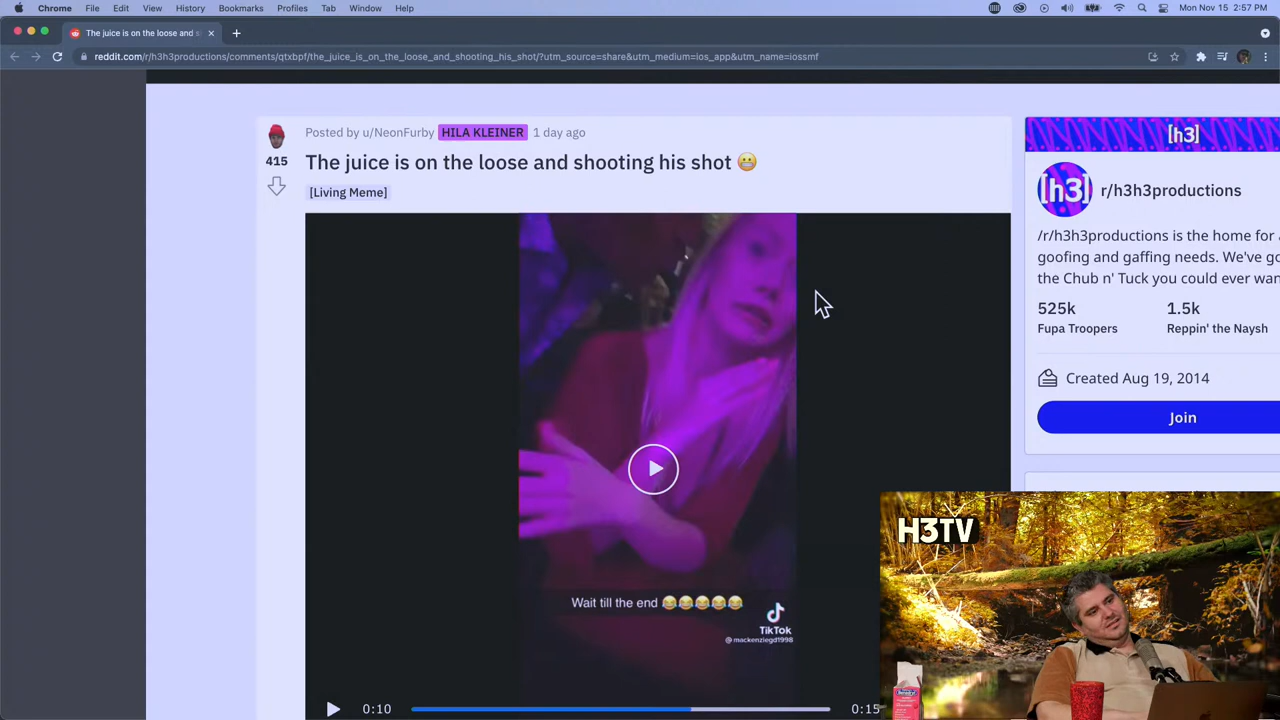 Chrome File Edit View History Bookmarks Profiles Tab Window Help Mon Nov 15 2:57 PM
The juice is on the loose and s
reddit.com/r/h3h3productions/comments/qtxbpf/the_juice_is_on_the_loose_and_shooting_his_shot/?utm_source=share&utm_medium=ios_app&utm_name=iossmf
Posted by u/NeonFurby HILA KLEINER 1 day ago
415
The juice is on the loose and shooting his shot 😬
[Living Meme]
[h3]
[h3] r/h3h3productions
/r/h3h3productions is the home for a
goofing and gaffing needs. We've go
the Chub n' Tuck you could ever wan
525k 1.5k
Fupa Troopers Reppin' the Naysh
Created Aug 19, 2014
Join
Wait till the end 😂😂😂😂😂
TikTok
@mackenziegd1998
0:10 0:15
H3TV
Benadryl